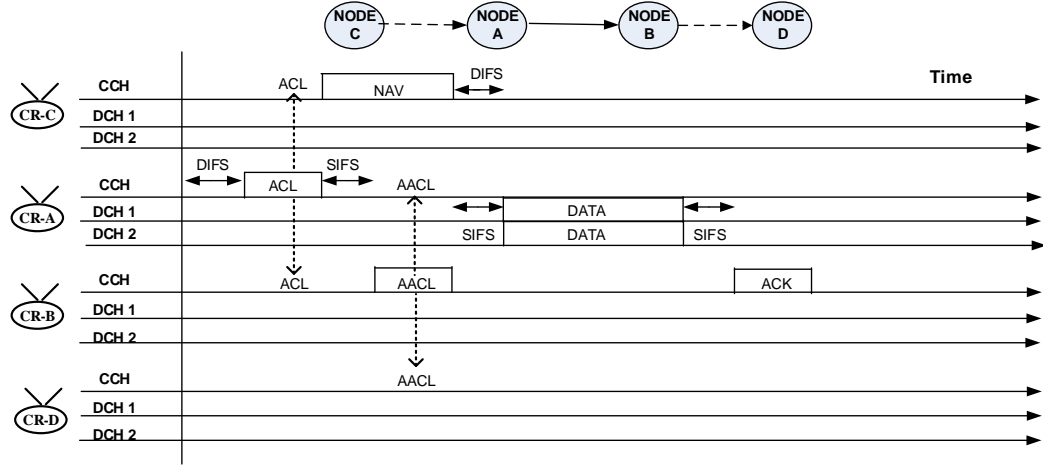 NODE C
NODE A
NODE B
NODE D
DIFS
Time
CCH
ACL
NAV
CR-C
DCH 1
DCH 2
DIFS
SIFS
CCH
ACL
AACL
CR-A
DCH 1
DATA
DCH 2
SIFS
DATA
SIFS
CCH
ACL
AACL
ACK
CR-B
DCH 1
DCH 2
CCH
AACL
CR-D
DCH 1
DCH 2